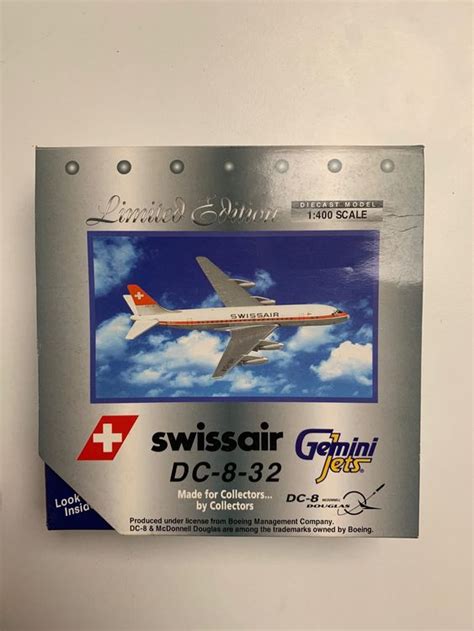 Limited Edition
DIECAST MODEL
1:400 SCALE
SWISSAIR
swissair
Gemini
Jets
DC-8-32
Made for Collectors...
by Collectors
DC-8 MCDONNELL
DOUGLAS
Look
Inside
Produced under license from Boeing Management Company.
DC-8 & McDonnell Douglas are among the trademarks owned by Boeing.